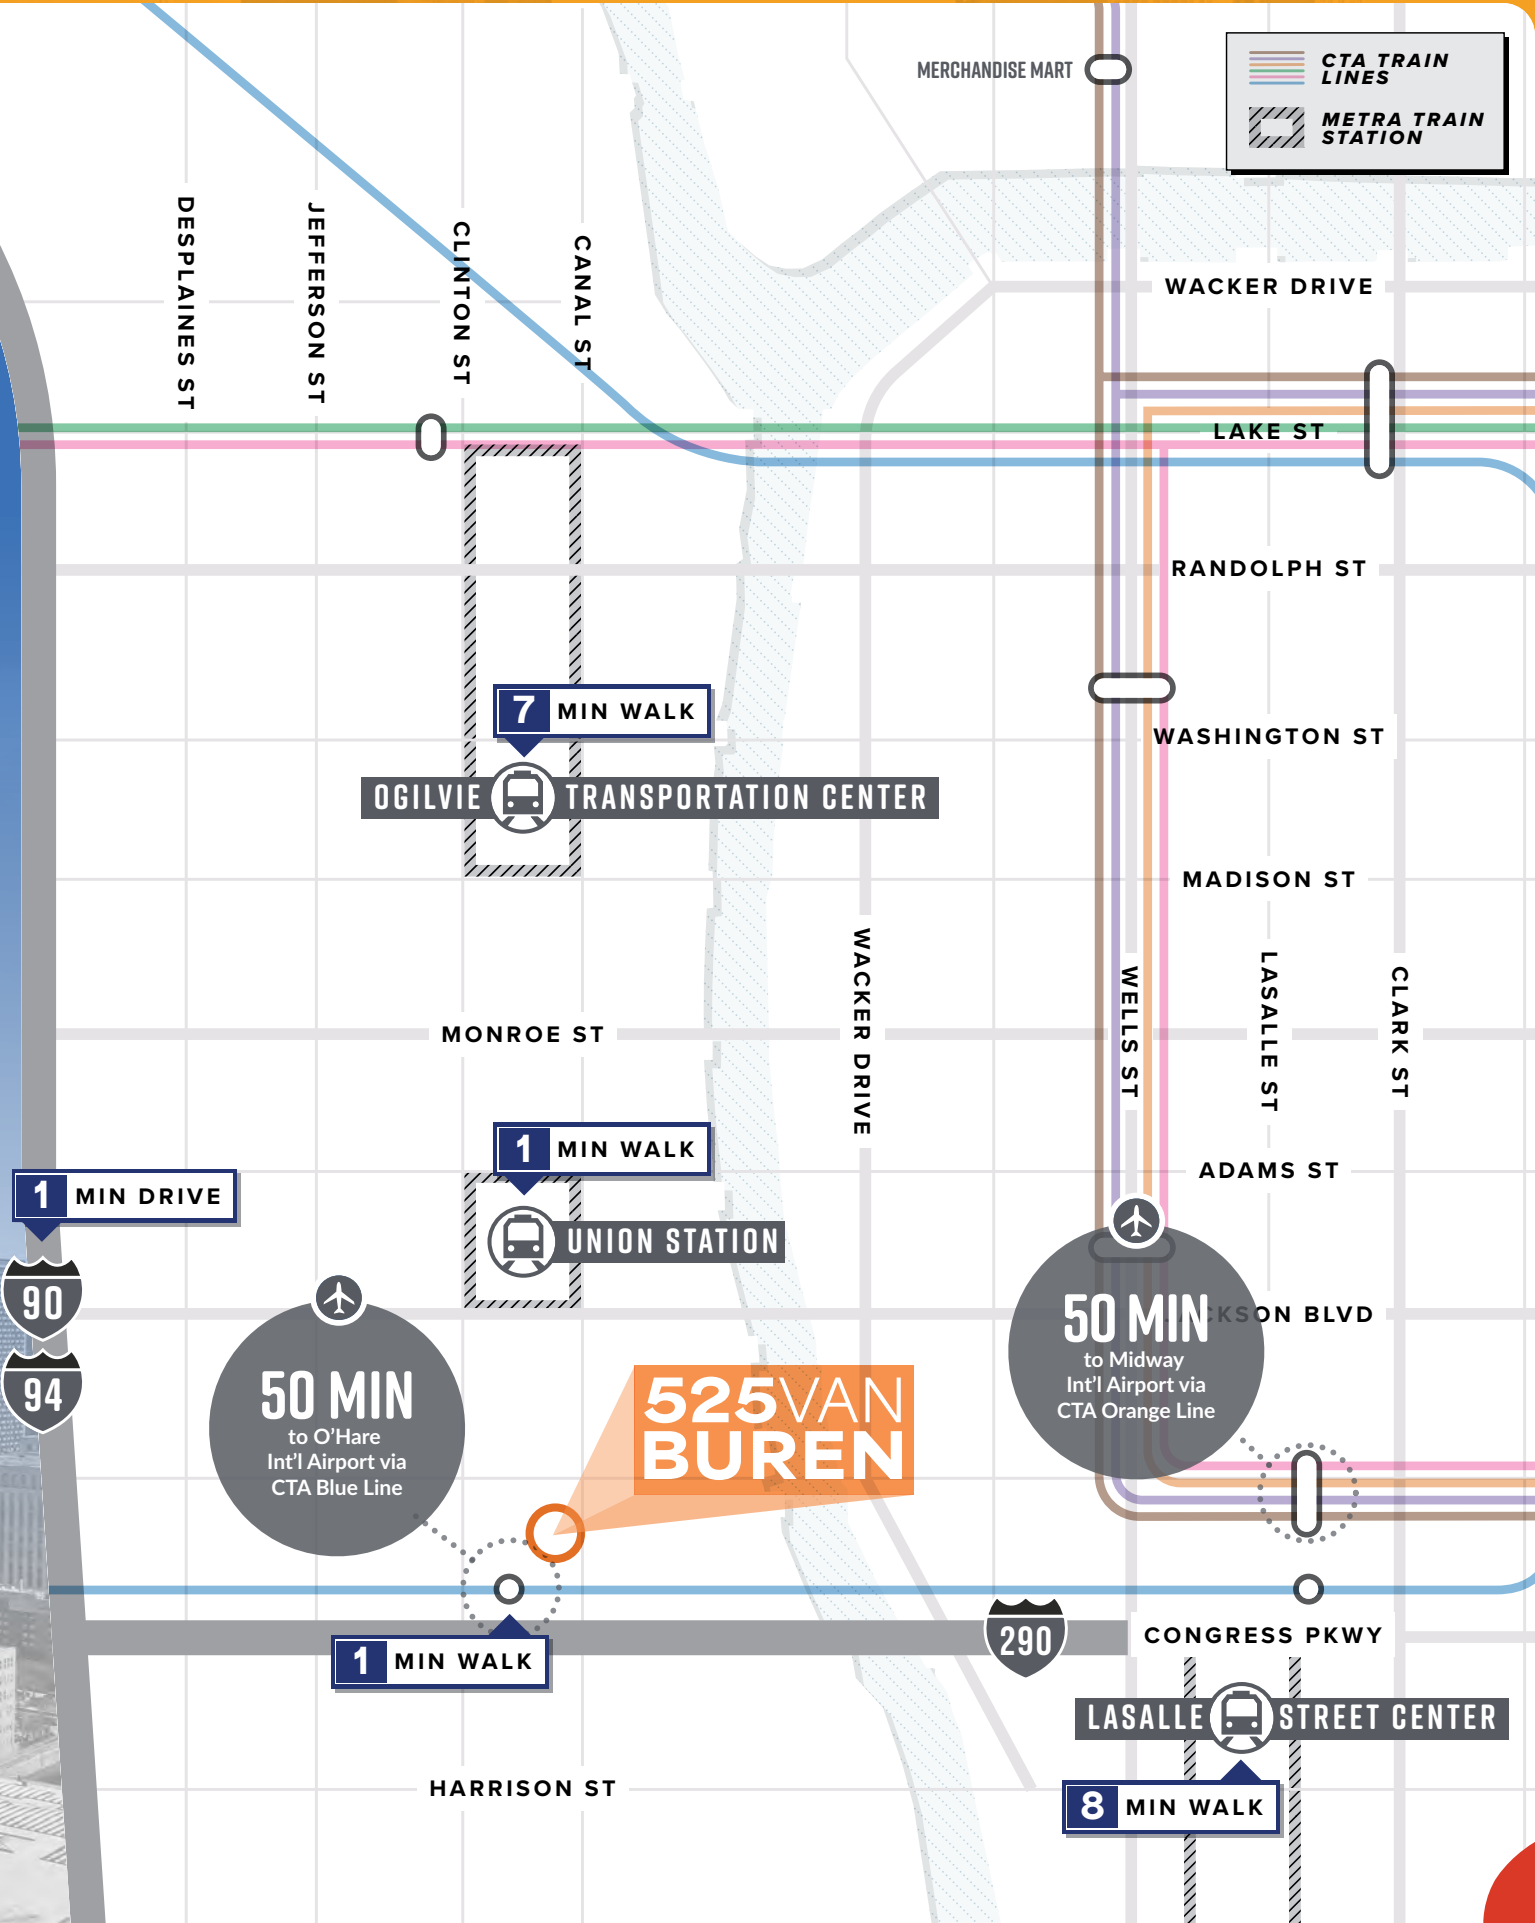 MERCHANDISE MART
CTA TRAIN
LINES
METRA TRAIN
STATION
DESPLAINES ST
JEFFERSON ST
CLINTON ST
CANAL ST
WACKER DRIVE
LAKE ST
RANDOLPH ST
7 MIN WALK
WASHINGTON ST
OGILVIE TRANSPORTATION CENTER
MADISON ST
WACKER DRIVE
WELLS ST
LASALLE ST
CLARK ST
MONROE ST
1 MIN WALK
ADAMS ST
1 MIN DRIVE
UNION STATION
90
94
50 MIN
to O'Hare
Int'l Airport via
CTA Blue Line
525VAN
BUREN
50 MIN
to Midway
Int'l Airport via
CTA Orange Line
BLVD
290
CONGRESS PKWY
1 MIN WALK
LASALLE STREET CENTER
HARRISON ST
8 MIN WALK